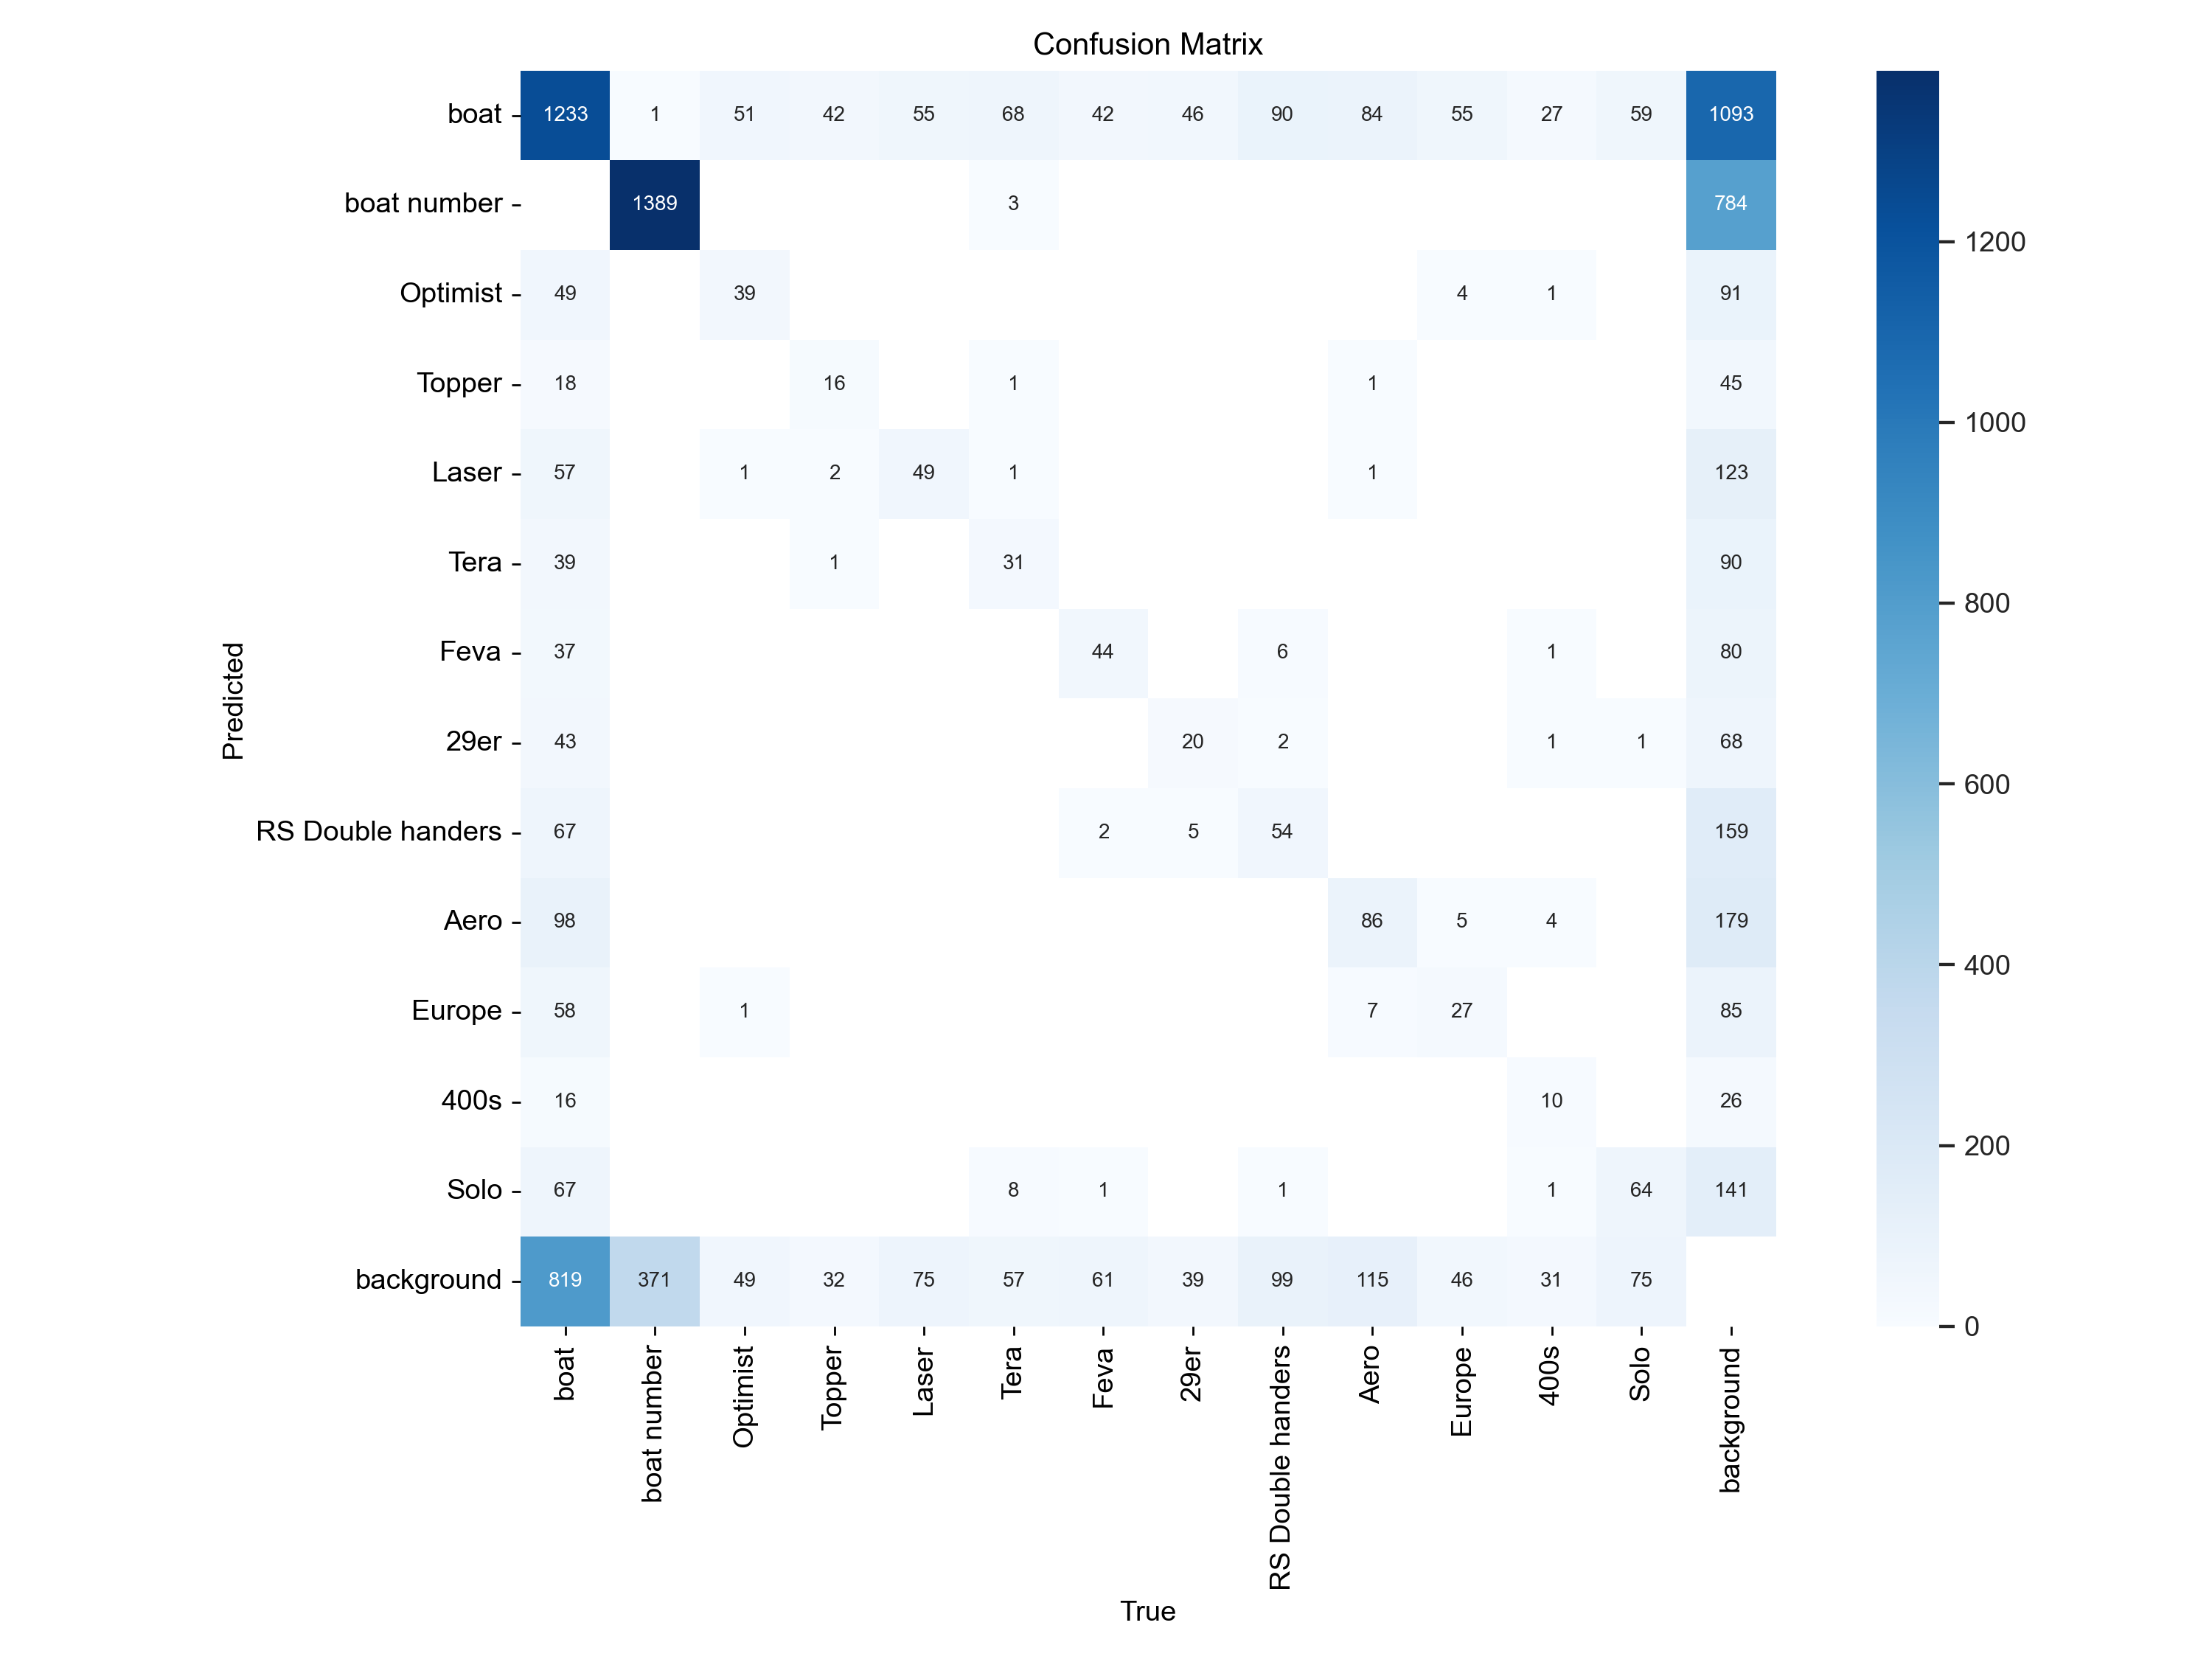 Confusion Matrix
boat 1233 1 51 42 55 68 42 46 90 84 55 27 59 1093
boat number 1389 3 784
1200
Optimist 49 39 4 1 91
Topper 18 16 1 1 45
1000
Laser 57 1 2 49 1 1 123
Tera 39 1 31 90
800
Feva 37 44 6 1 80
Predicted
29er 43 20 2 1 1 68
600
RS Double handers 67 2 5 54 159
Aero 98 86 5 4 179
400
Europe 58 1 7 27 85
400s 16 10 26
200
Solo 67 8 1 1 1 64 141
background 819 371 49 32 75 57 61 39 99 115 46 31 75
0
boat
boat number
Optimist
Topper
Laser
Tera
Feva
29er
RS Double handers
Aero
Europe
400s
Solo
background
True